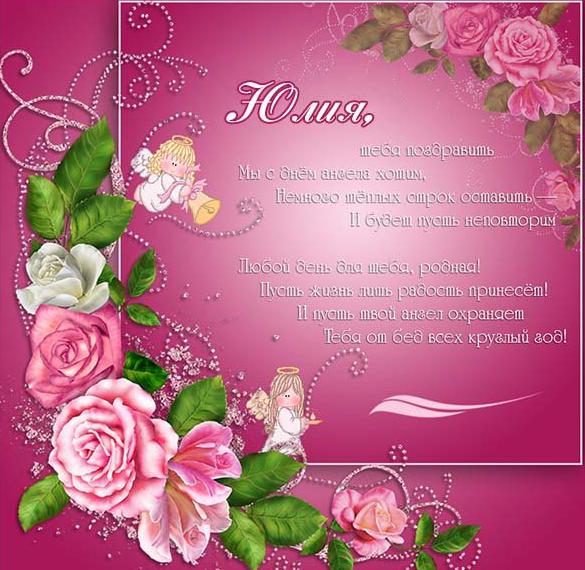 Юлия,
тебя поздравить
Мы с днём ангела хотим,
Немного тёплых строк оставить —
И будет пусть неповторим
Любой день для тебя, родная!
Пусть жизнь лишь радость принесёт!
И пусть твой ангел охраняет
Тебя от бед всех круглый год!